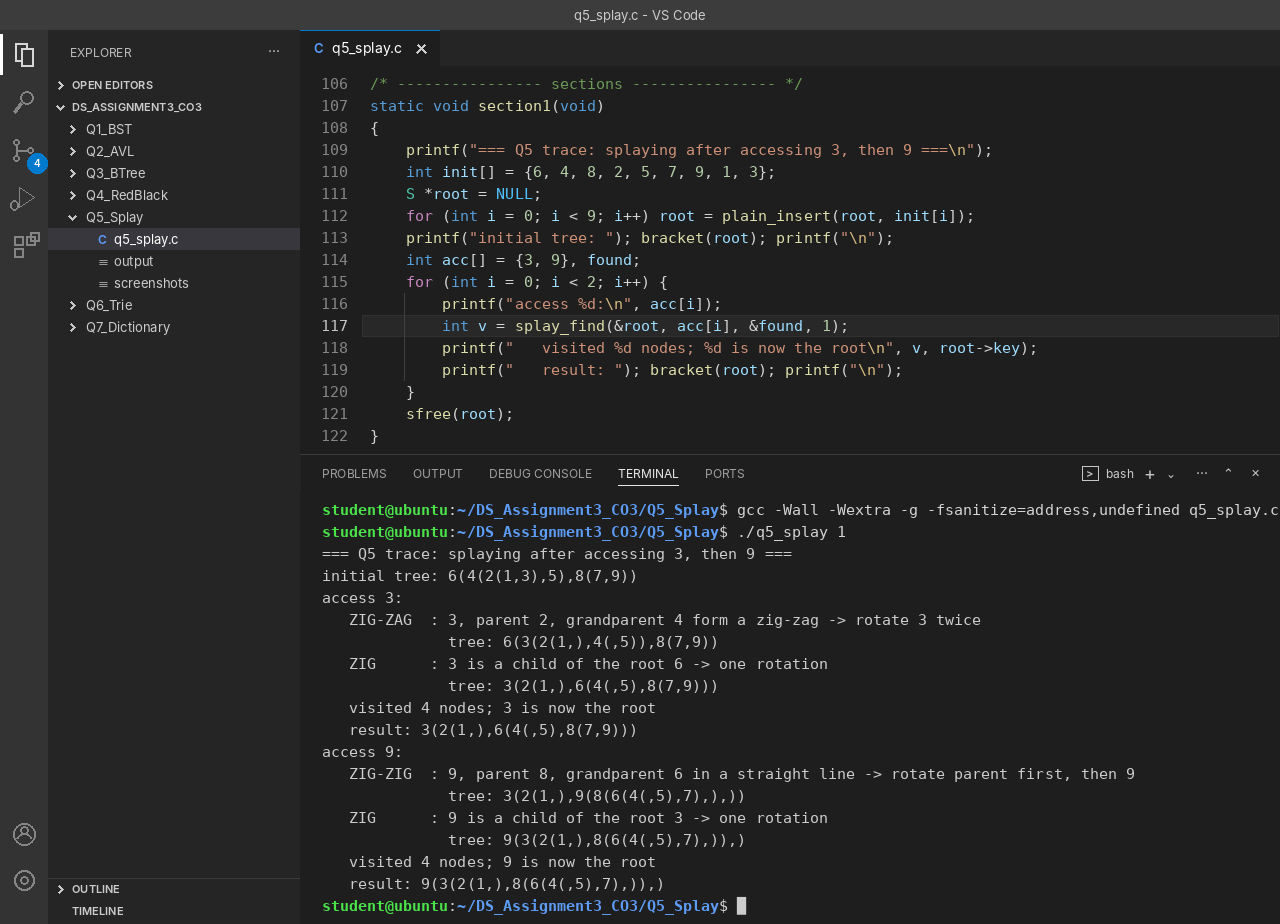 q5_splay.c - VS Code
EXPLORER ...
OPEN EDITORS
DS_ASSIGNMENT3_CO3
Q1_BST
Q2_AVL
Q3_BTree
Q4_RedBlack
Q5_Splay
C q5_splay.c
output
screenshots
Q6_Trie
Q7_Dictionary
4
OUTLINE
TIMELINE
C q5_splay.c
106 /* ---------------- sections ---------------- */
107 static void section1(void)
108 {
109     printf("=== Q5 trace: splaying after accessing 3, then 9 ===\n");
110     int init[] = {6, 4, 8, 2, 5, 7, 9, 1, 3};
111     S *root = NULL;
112     for (int i = 0; i < 9; i++) root = plain_insert(root, init[i]);
113     printf("initial tree: "); bracket(root); printf("\n");
114     int acc[] = {3, 9}, found;
115     for (int i = 0; i < 2; i++) {
116         printf("access %d:\n", acc[i]);
117         int v = splay_find(&root, acc[i], &found, 1);
118         printf("   visited %d nodes; %d is now the root\n", v, root->key);
119         printf("   result: "); bracket(root); printf("\n");
120     }
121     sfree(root);
122 }
PROBLEMS OUTPUT DEBUG CONSOLE TERMINAL PORTS bash
student@ubuntu:~/DS_Assignment3_CO3/Q5_Splay$ gcc -Wall -Wextra -g -fsanitize=address,undefined q5_splay.c
student@ubuntu:~/DS_Assignment3_CO3/Q5_Splay$ ./q5_splay 1
=== Q5 trace: splaying after accessing 3, then 9 ===
initial tree: 6(4(2(1,3),5),8(7,9))
access 3:
   ZIG-ZAG  : 3, parent 2, grandparent 4 form a zig-zag -> rotate 3 twice
              tree: 6(3(2(1,),4(,5)),8(7,9))
   ZIG      : 3 is a child of the root 6 -> one rotation
              tree: 3(2(1,),6(4(,5),8(7,9)))
   visited 4 nodes; 3 is now the root
   result: 3(2(1,),6(4(,5),8(7,9)))
access 9:
   ZIG-ZIG  : 9, parent 8, grandparent 6 in a straight line -> rotate parent first, then 9
              tree: 3(2(1,),9(8(6(4(,5),7),),))
   ZIG      : 9 is a child of the root 3 -> one rotation
              tree: 9(3(2(1,),8(6(4(,5),7),)),)
   visited 4 nodes; 9 is now the root
   result: 9(3(2(1,),8(6(4(,5),7),)),)
student@ubuntu:~/DS_Assignment3_CO3/Q5_Splay$